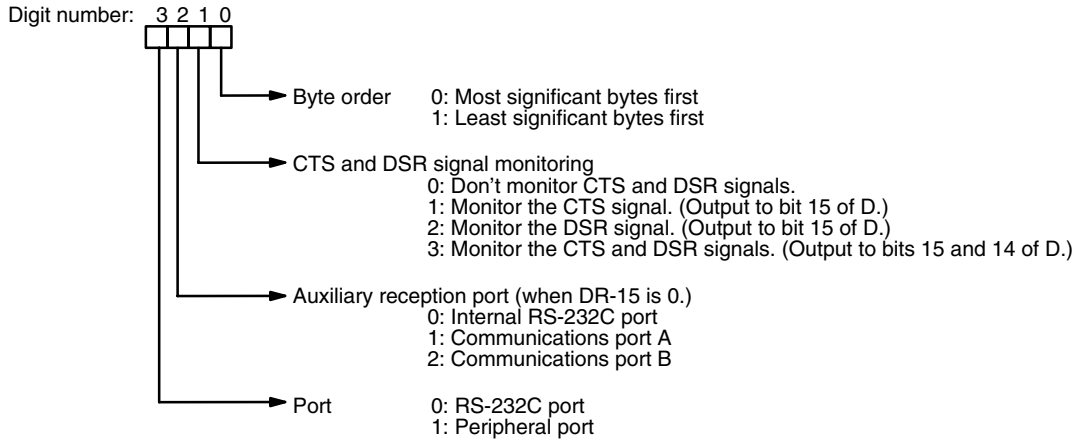 Digit number: 3 2 1 0
Byte order 0: Most significant bytes first
1: Least significant bytes first
CTS and DSR signal monitoring
0: Don't monitor CTS and DSR signals.
1: Monitor the CTS signal. (Output to bit 15 of D.)
2: Monitor the DSR signal. (Output to bit 15 of D.)
3: Monitor the CTS and DSR signals. (Output to bits 15 and 14 of D.)
Auxiliary reception port (when DR-15 is 0.)
0: Internal RS-232C port
1: Communications port A
2: Communications port B
Port 0: RS-232C port
1: Peripheral port